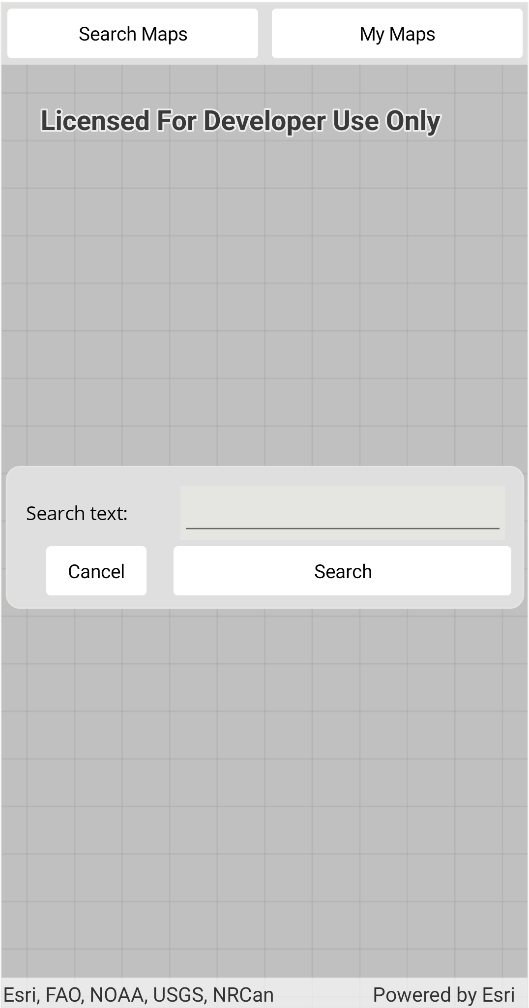 Search Maps My Maps
Licensed For Developer Use Only
Search text:
Cancel Search
Esri, FAO, NOAA, USGS, NRCan Powered by Esri